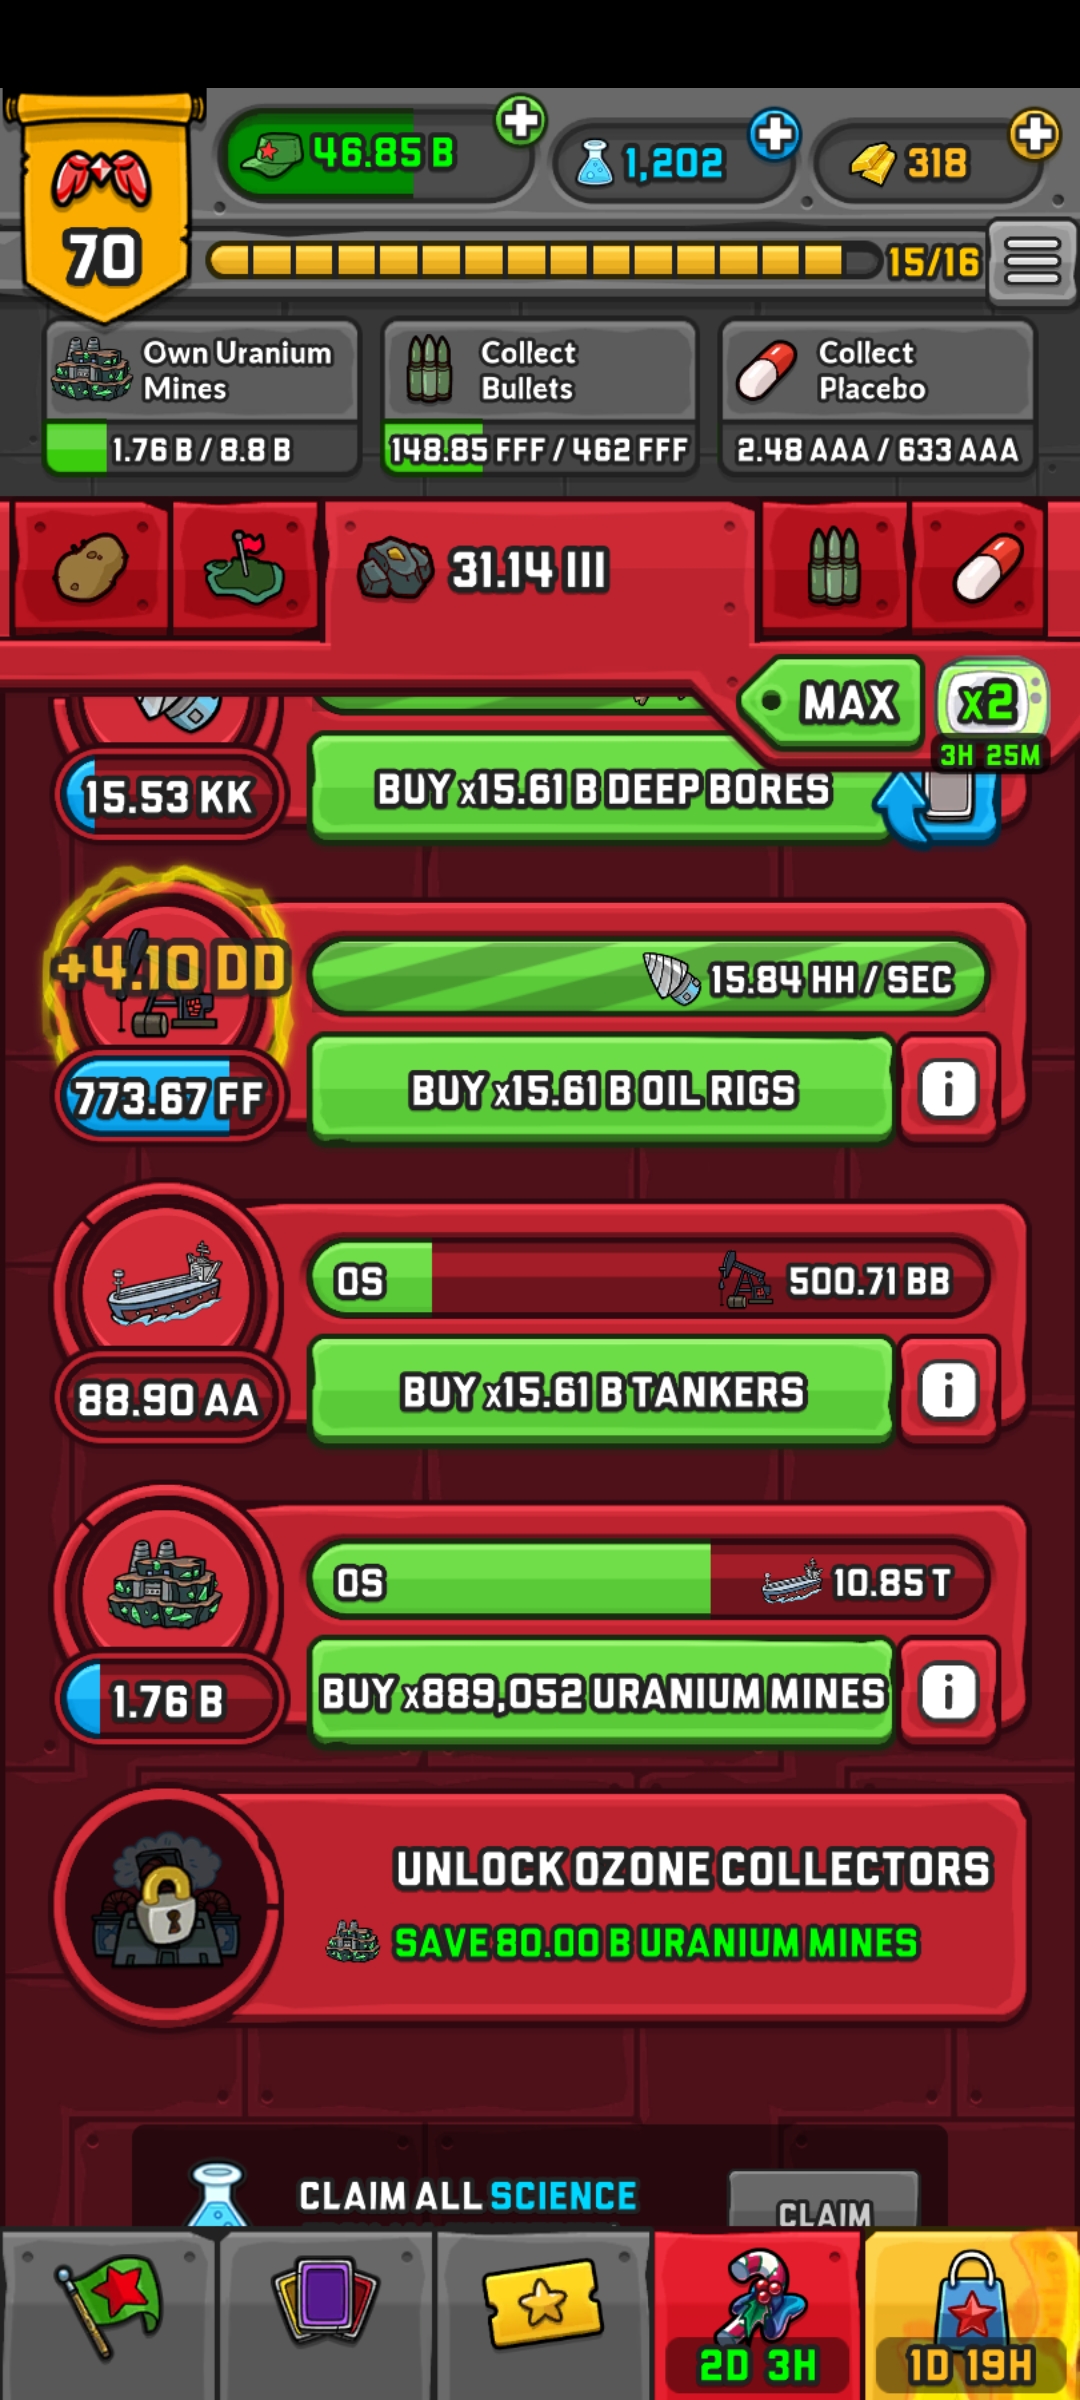 46.85 B
1,202
318
70
15/16
Own Uranium
Mines
1.76 B / 8.8 B
Collect
Bullets
148.85 FFF / 462 FFF
Collect
Placebo
2.48 AAA / 633 AAA
31.14 III
MAX
x2
3H 25M
15.53 KK
BUY x15.61 B DEEP BORES
+4.10 DD
15.84 HH / SEC
773.67 FF
BUY x15.61 B OIL RIGS
i
0S
500.71 BB
88.90 AA
BUY x15.61 B TANKERS
i
0S
10.85 T
1.76 B
BUY x889,052 URANIUM MINES
i
UNLOCK OZONE COLLECTORS
SAVE 80.00 B URANIUM MINES
CLAIM ALL SCIENCE
CLAIM
2D 3H
1D 19H